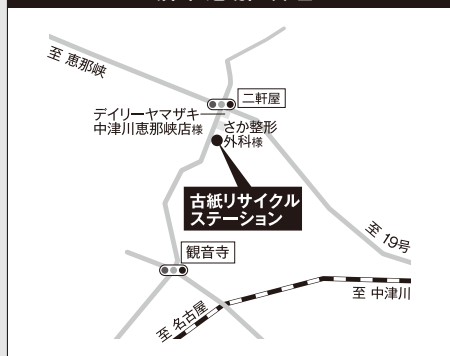 至 恵那峡
二軒屋
デイリーヤマザキ
中津川恵那峡店様
さか整形
外科様
古紙リサイクル
ステーション
至 19号
観音寺
至 中津川
至 名古屋